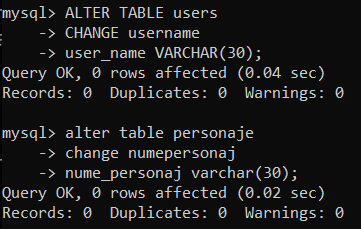 mysql> ALTER TABLE users
    -> CHANGE username
    -> user_name VARCHAR(30);
Query OK, 0 rows affected (0.04 sec)
Records: 0  Duplicates: 0  Warnings: 0

mysql> alter table personaje
    -> change numepersonaj
    -> nume_personaj varchar(30);
Query OK, 0 rows affected (0.02 sec)
Records: 0  Duplicates: 0  Warnings: 0